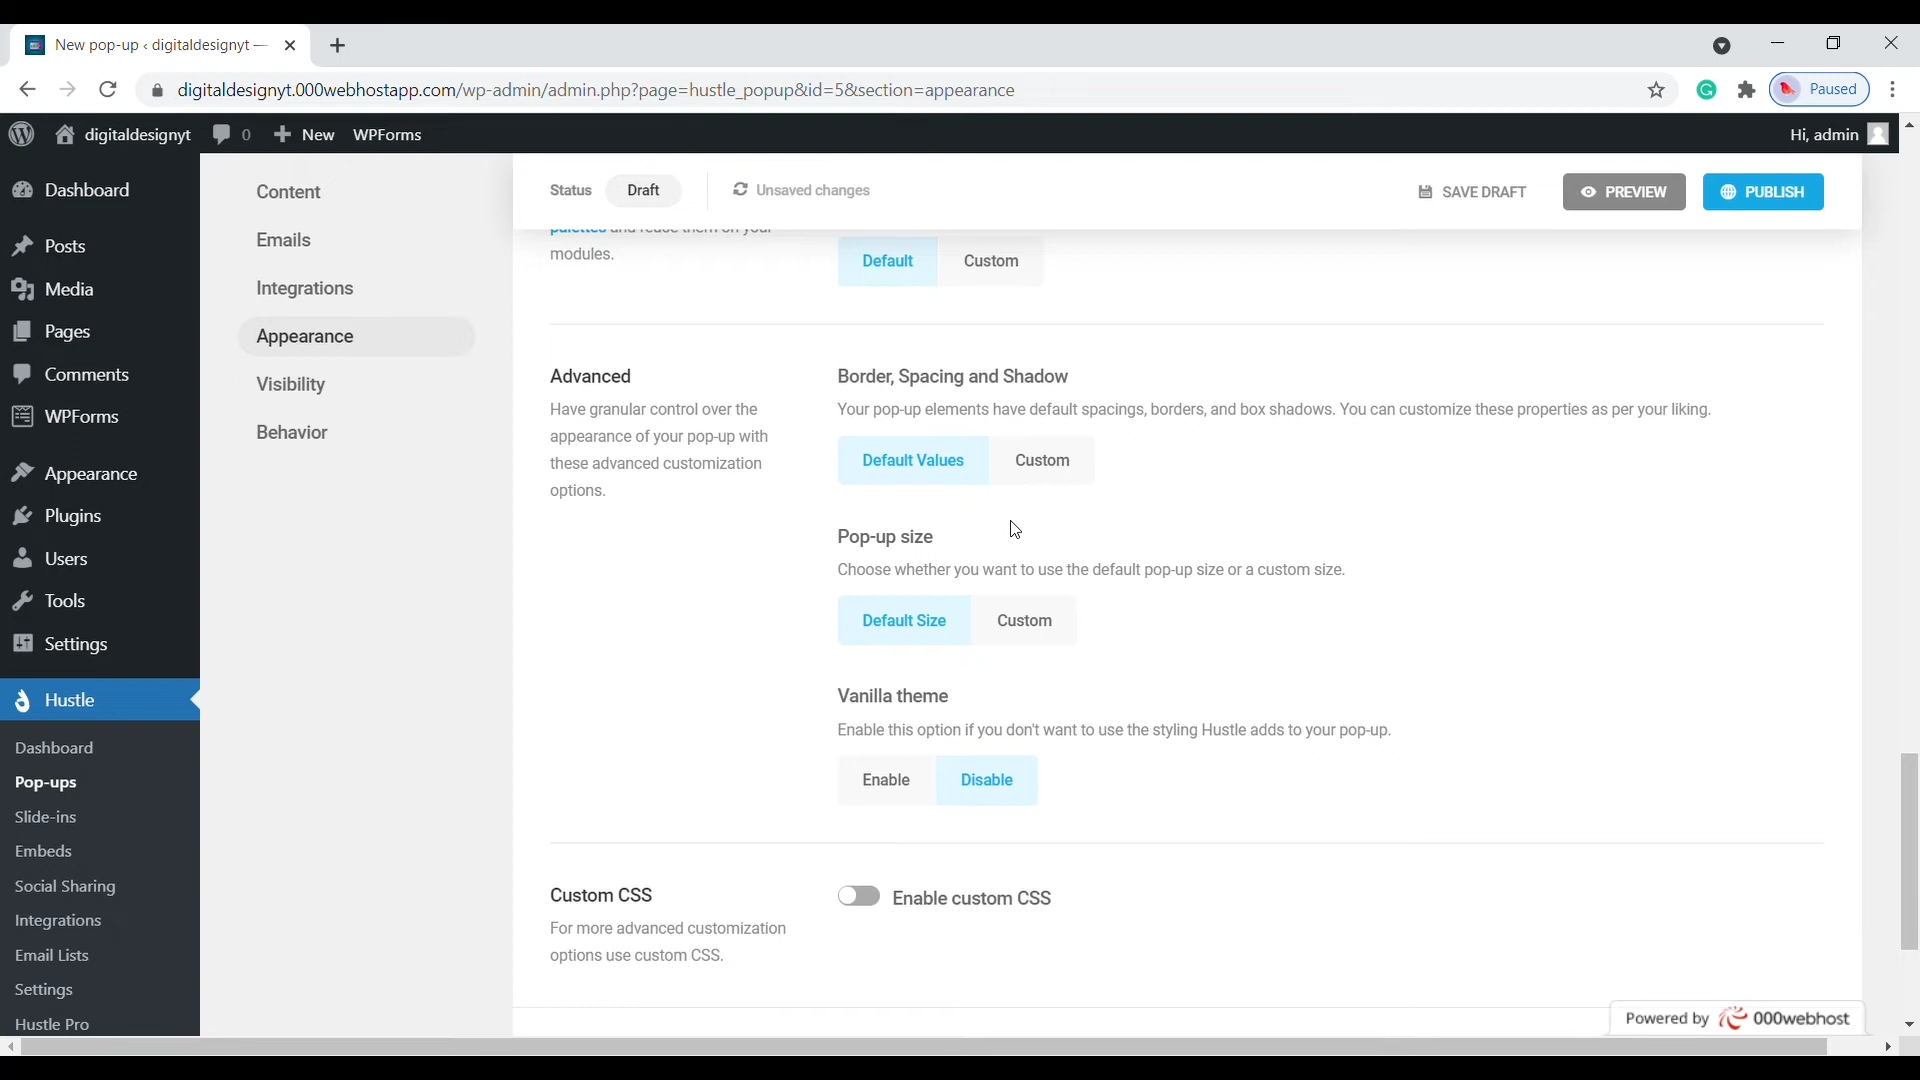 New pop-up ‹ digitaldesignyt —
digitaldesignyt.000webhostapp.com/wp-admin/admin.php?page=hustle_popup&id=5&section=appearance
Paused
digitaldesignyt
0
New
WPForms
Hi, admin
Dashboard
Posts
Media
Pages
Comments
WPForms
Appearance
Plugins
Users
Tools
Settings
Hustle
Dashboard
Pop-ups
Slide-ins
Embeds
Social Sharing
Integrations
Email Lists
Settings
Hustle Pro
Content
Emails
Integrations
Appearance
Visibility
Behavior
Status Draft
Unsaved changes
SAVE DRAFT
PREVIEW
PUBLISH
palettes and reuse them on your
modules.
Default Custom
Advanced
Have granular control over the
appearance of your pop-up with
these advanced customization
options.
Border, Spacing and Shadow
Your pop-up elements have default spacings, borders, and box shadows. You can customize these properties as per your liking.
Default Values Custom
Pop-up size
Choose whether you want to use the default pop-up size or a custom size.
Default Size Custom
Vanilla theme
Enable this option if you don't want to use the styling Hustle adds to your pop-up.
Enable Disable
Custom CSS
For more advanced customization
options use custom CSS.
Enable custom CSS
Powered by 000webhost